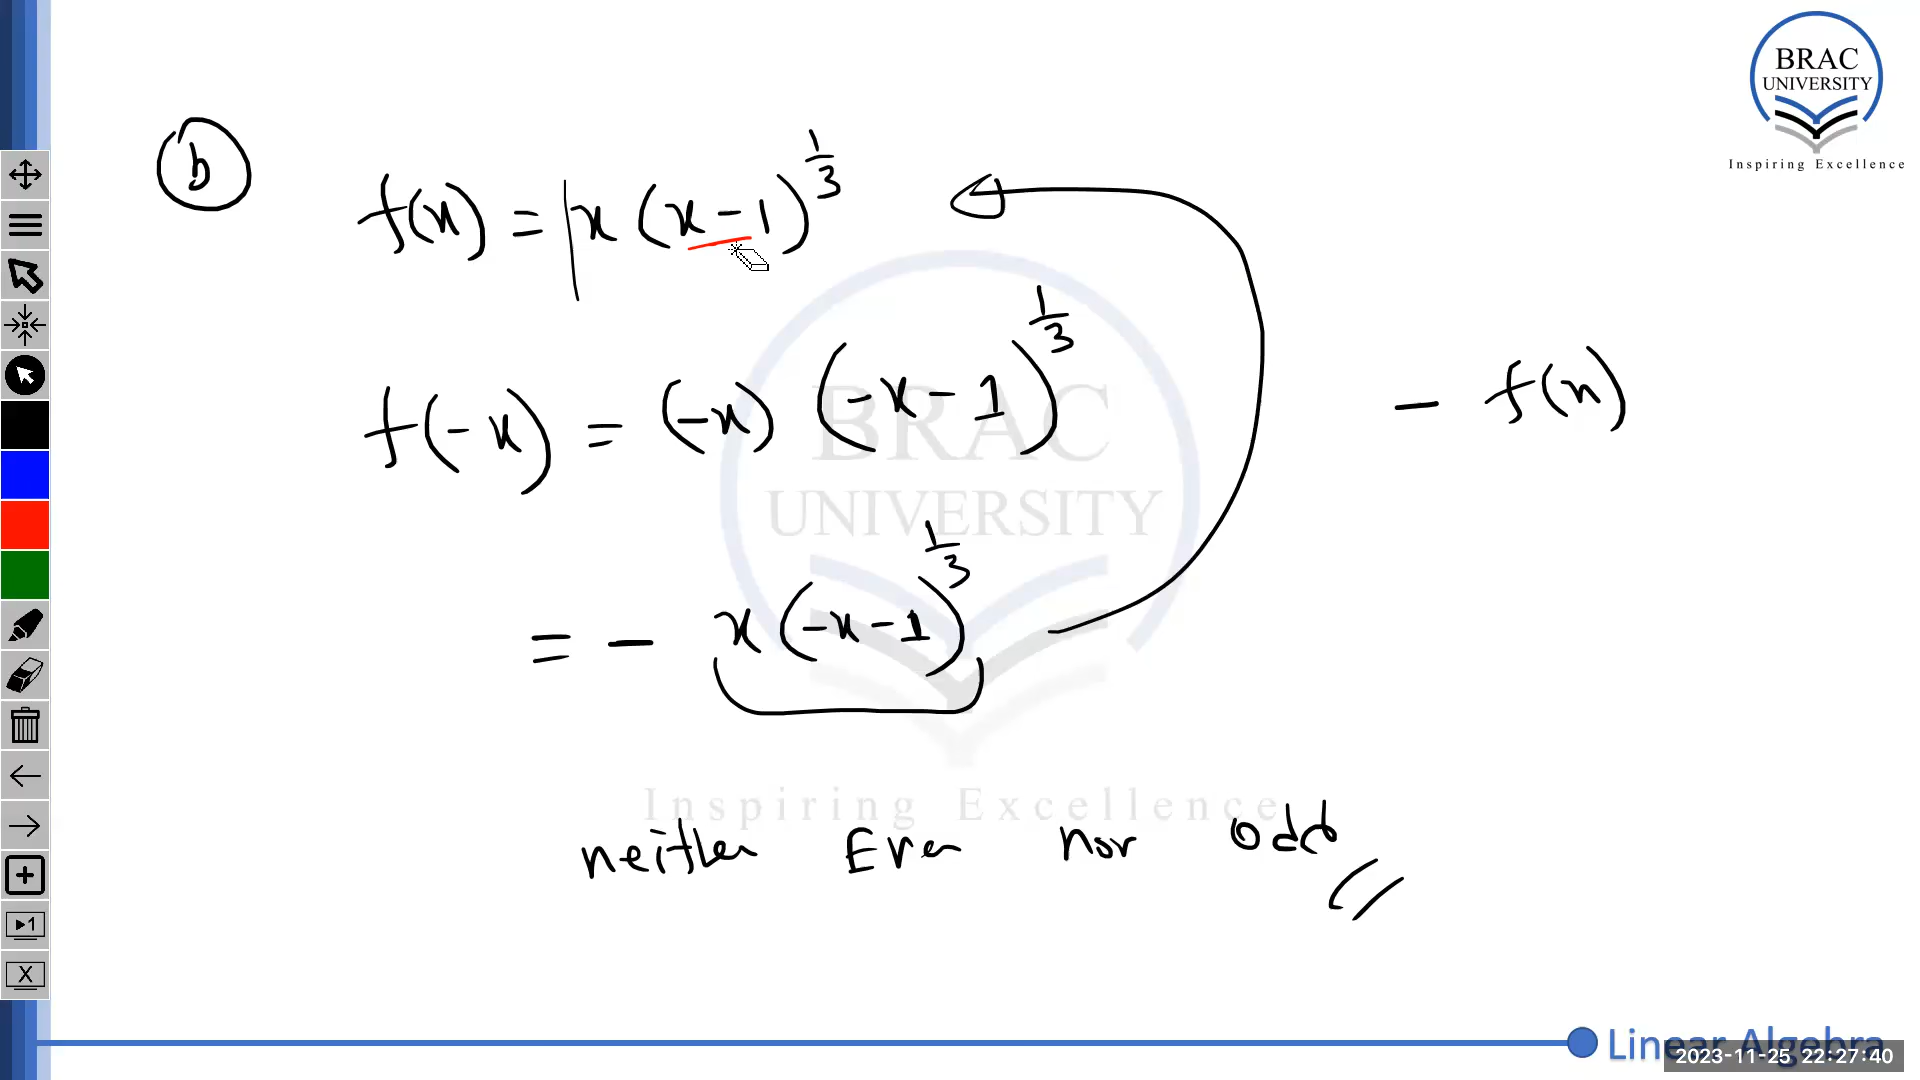 BRAC
UNIVERSITY
Inspiring Excellence
b
f(x) = |x (x-1)^{1/3}
f(-x) = (-x) (-x-1)^{1/3}
- f(x)
= - x (-x-1)^{1/3}
BRAC
UNIVERSITY
Inspiring Excellence
neither Even nor odd
1
X
Linear Algebra
2023-11-25 22:27:40